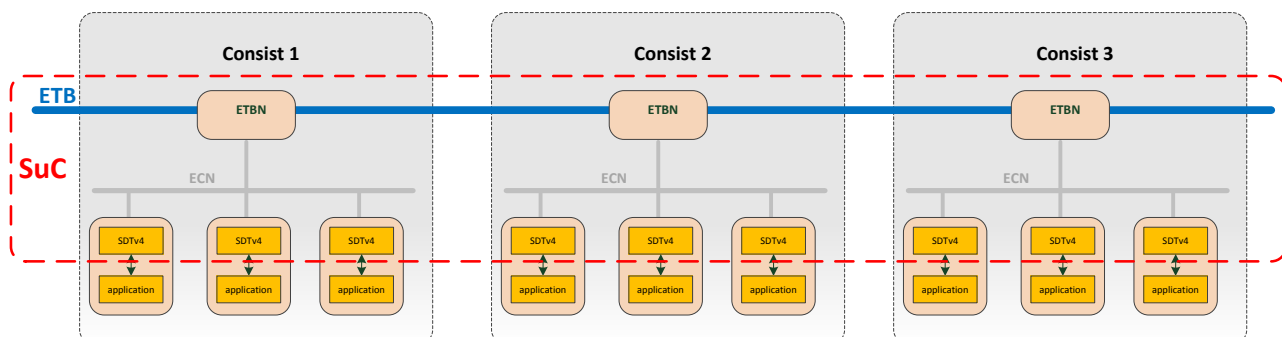 Consist 1
Consist 2
Consist 3
ETB
ETBN
ETBN
ETBN
SuC
ECN
ECN
ECN
SDTv4
SDTv4
SDTv4
SDTv4
SDTv4
SDTv4
SDTv4
SDTv4
SDTv4
application
application
application
application
application
application
application
application
application